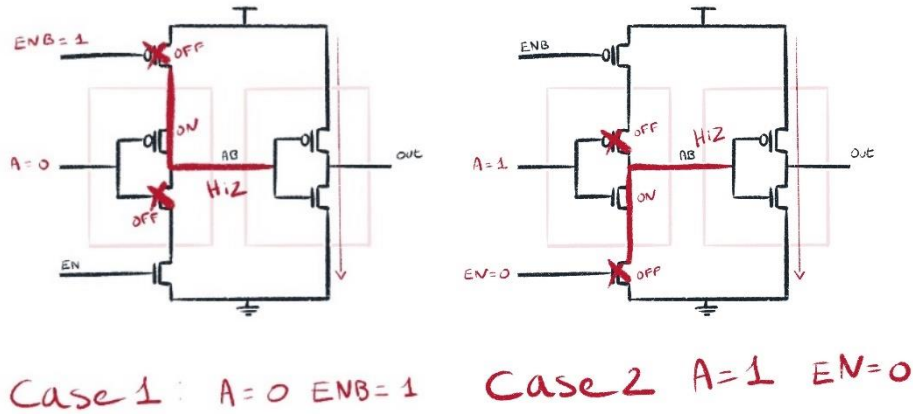 ENB=1
OFF
ON
A=0
AB
HiZ
OUT
OFF
EN
ENB
OFF
HiZ
A=1
AB
OUT
ON
EN=0
OFF
Case 1: A=0 ENB=1
Case 2 A=1 EN=0